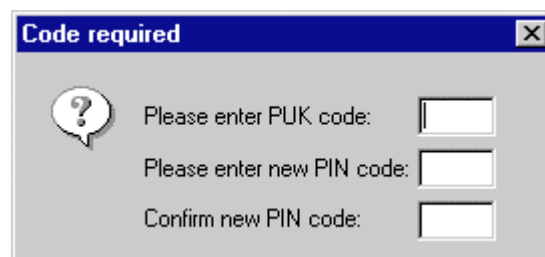 Code required
Please enter PUK code:
Please enter new PIN code:
Confirm new PIN code: